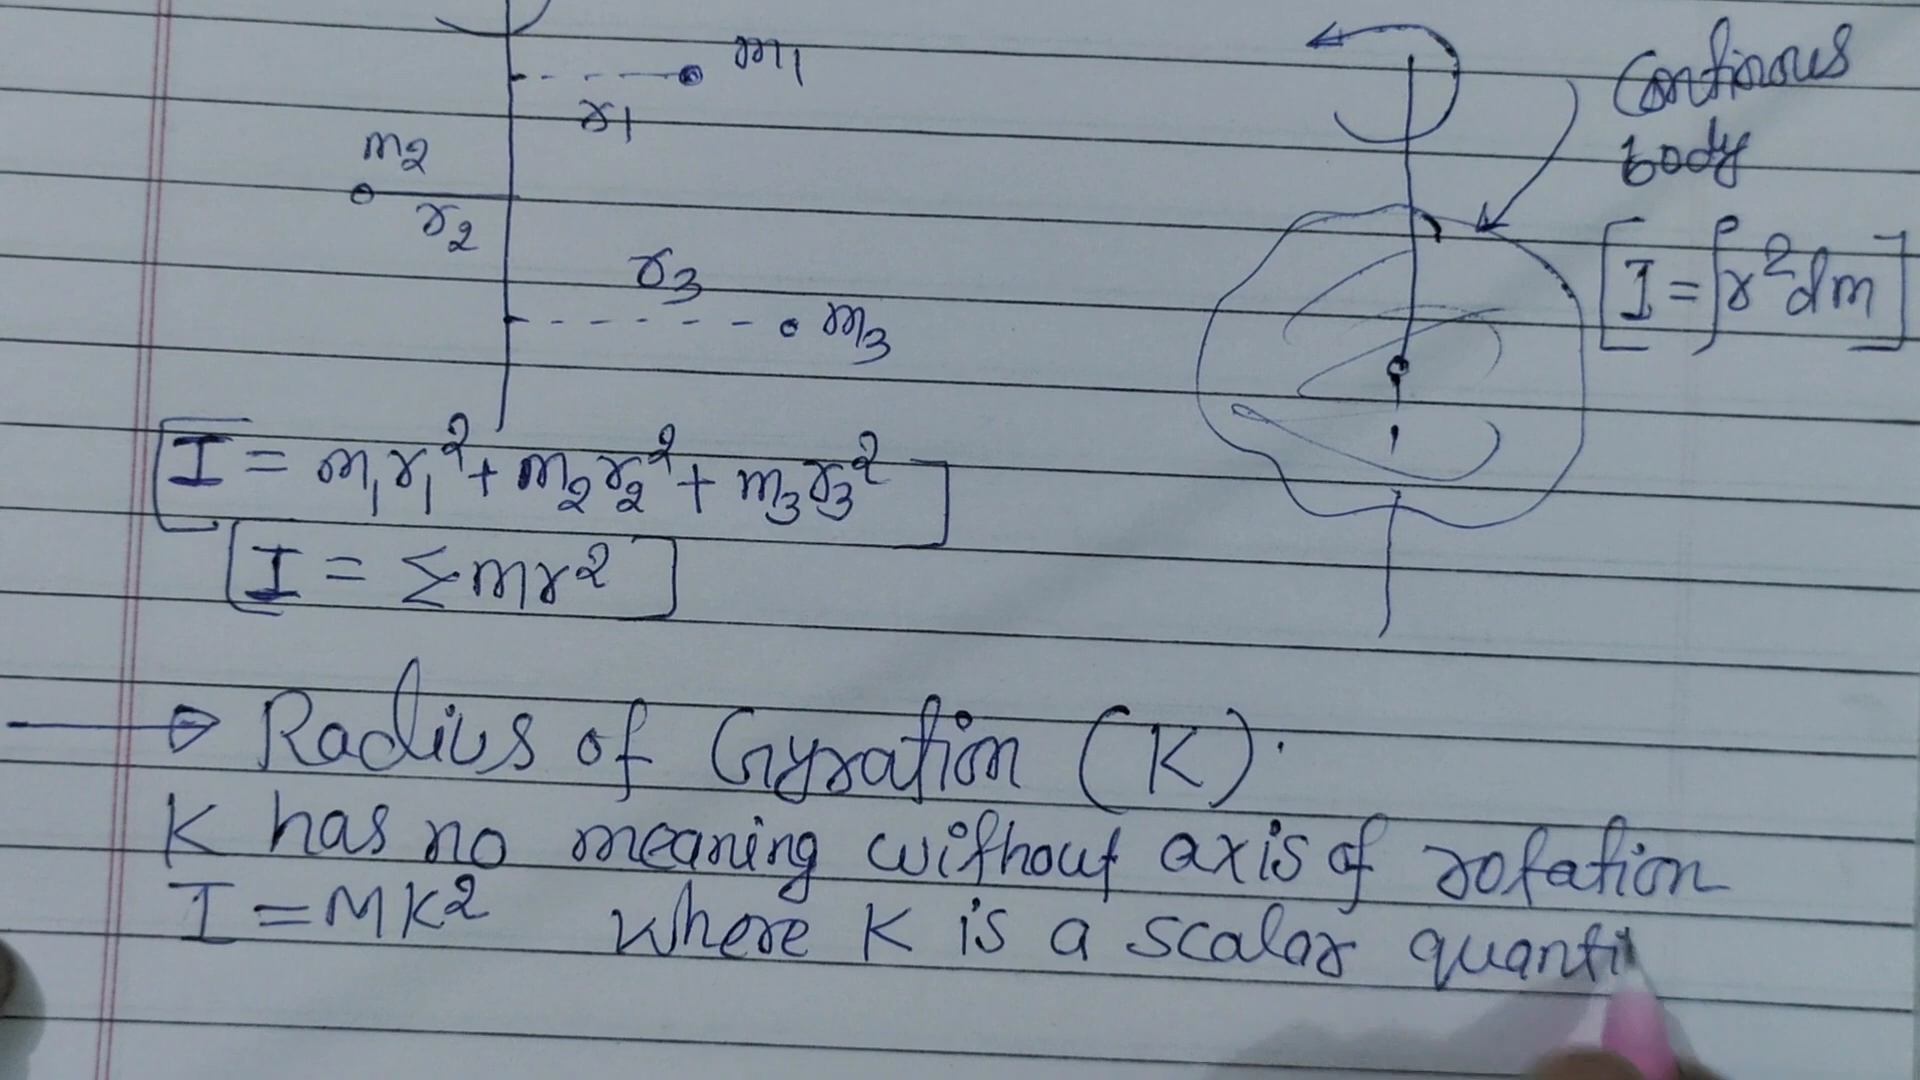 m1
r1
m2
r2
r3
m3
Continous
body
[I = ∫r²dm]
[I = m₁r₁² + m₂r₂² + m₃r₃²]
[I = Σmr²]
→ Radius of Gyration (K):
K has no meaning without axis of rotation
I = MK² where K is a scalar quanti